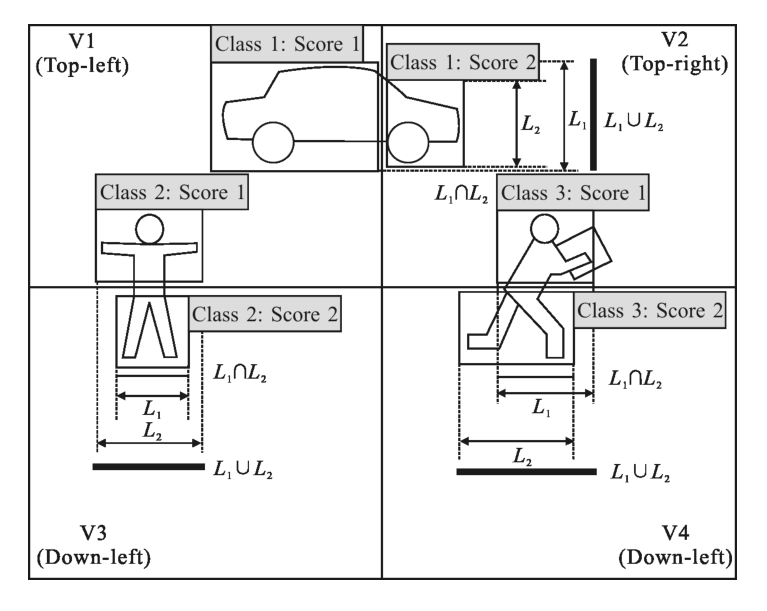 V1
(Top-left)
Class 1: Score 1
Class 1: Score 2
V2
(Top-right)
L₂
L₁
L₁∪L₂
L₁∩L₂
Class 2: Score 1
Class 3: Score 1
Class 2: Score 2
Class 3: Score 2
L₁∩L₂
L₁
L₂
L₁∪L₂
L₁∩L₂
L₁
L₂
L₁∪L₂
V3
(Down-left)
V4
(Down-left)